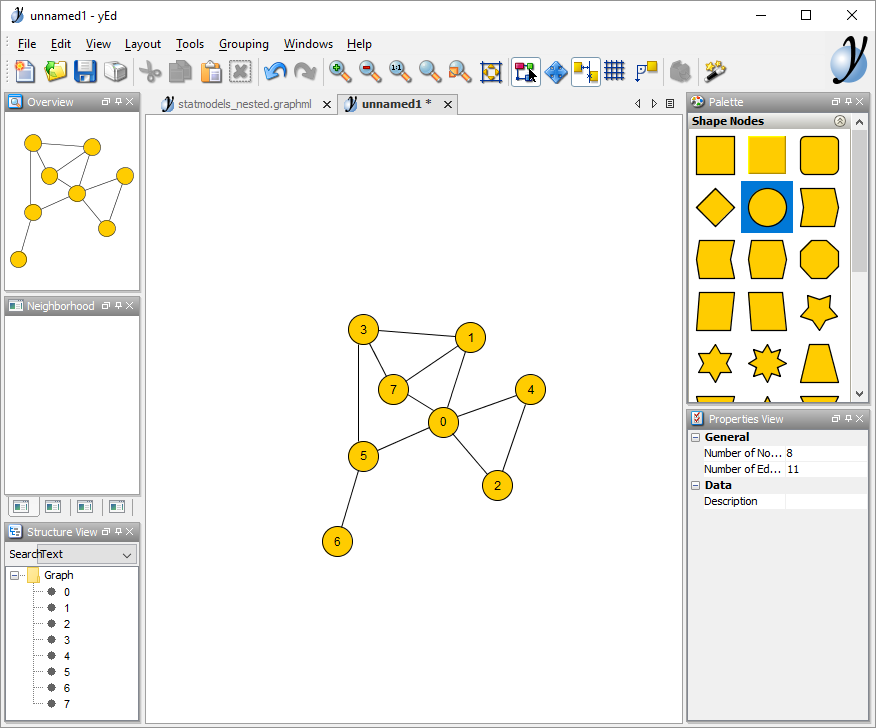 unnamed1 - yEd
File Edit View Layout Tools Grouping Windows Help
1:1
Overview
statmodels_nested.graphml
unnamed1 *
Palette
Shape Nodes
Neighborhood
3
1
7
4
0
5
2
6
Properties View
General
Number of No... 8
Number of Ed... 11
Data
Description
Structure View
Search Text
Graph
0
1
2
3
4
5
6
7